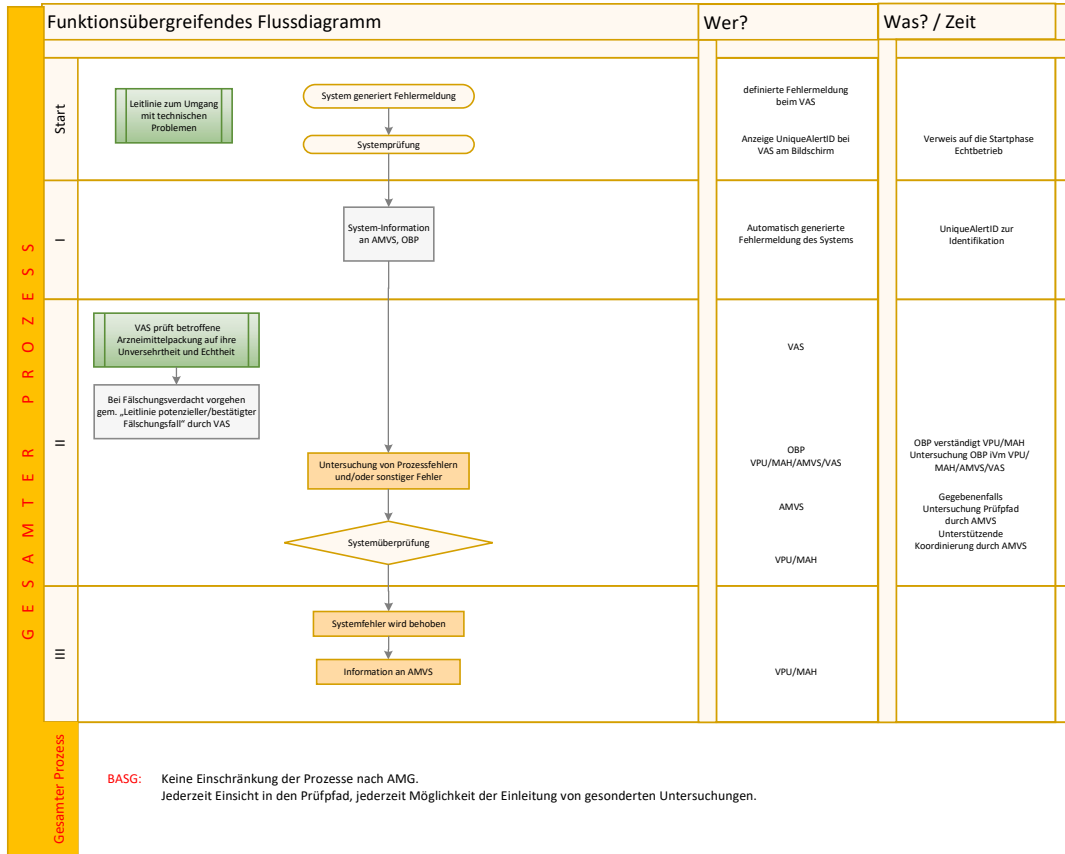 Funktionsübergreifendes Flussdiagramm
Wer?
Was? / Zeit
GESAMTER PROZESS
Start
Leitlinie zum Umgang
mit technischen
Problemen
System generiert Fehlermeldung
Systemprüfung
definierte Fehlermeldung
beim VAS
Anzeige UniqueAlertID bei
VAS am Bildschirm
Verweis auf die Startphase
Echtbetrieb
I
System-Information
an AMVS, OBP
Automatisch generierte
Fehlermeldung des Systems
UniqueAlertID zur
Identifikation
II
VAS prüft betroffene
Arzneimittelpackung auf ihre
Unversehrtheit und Echtheit
Bei Fälschungsverdacht vorgehen
gem. „Leitlinie potenzieller/bestätigter
Fälschungsfall" durch VAS
Untersuchung von Prozessfehlern
und/oder sonstiger Fehler
Systemüberprüfung
VAS
OBP
VPU/MAH/AMVS/VAS
AMVS
VPU/MAH
OBP verständigt VPU/MAH
Untersuchung OBP iVm VPU/
MAH/AMVS/VAS
Gegebenenfalls
Untersuchung Prüfpfad
durch AMVS
Unterstützende
Koordinierung durch AMVS
III
Systemfehler wird behoben
Information an AMVS
VPU/MAH
Gesamter Prozess
BASG: Keine Einschränkung der Prozesse nach AMG.
Jederzeit Einsicht in den Prüfpfad, jederzeit Möglichkeit der Einleitung von gesonderten Untersuchungen.